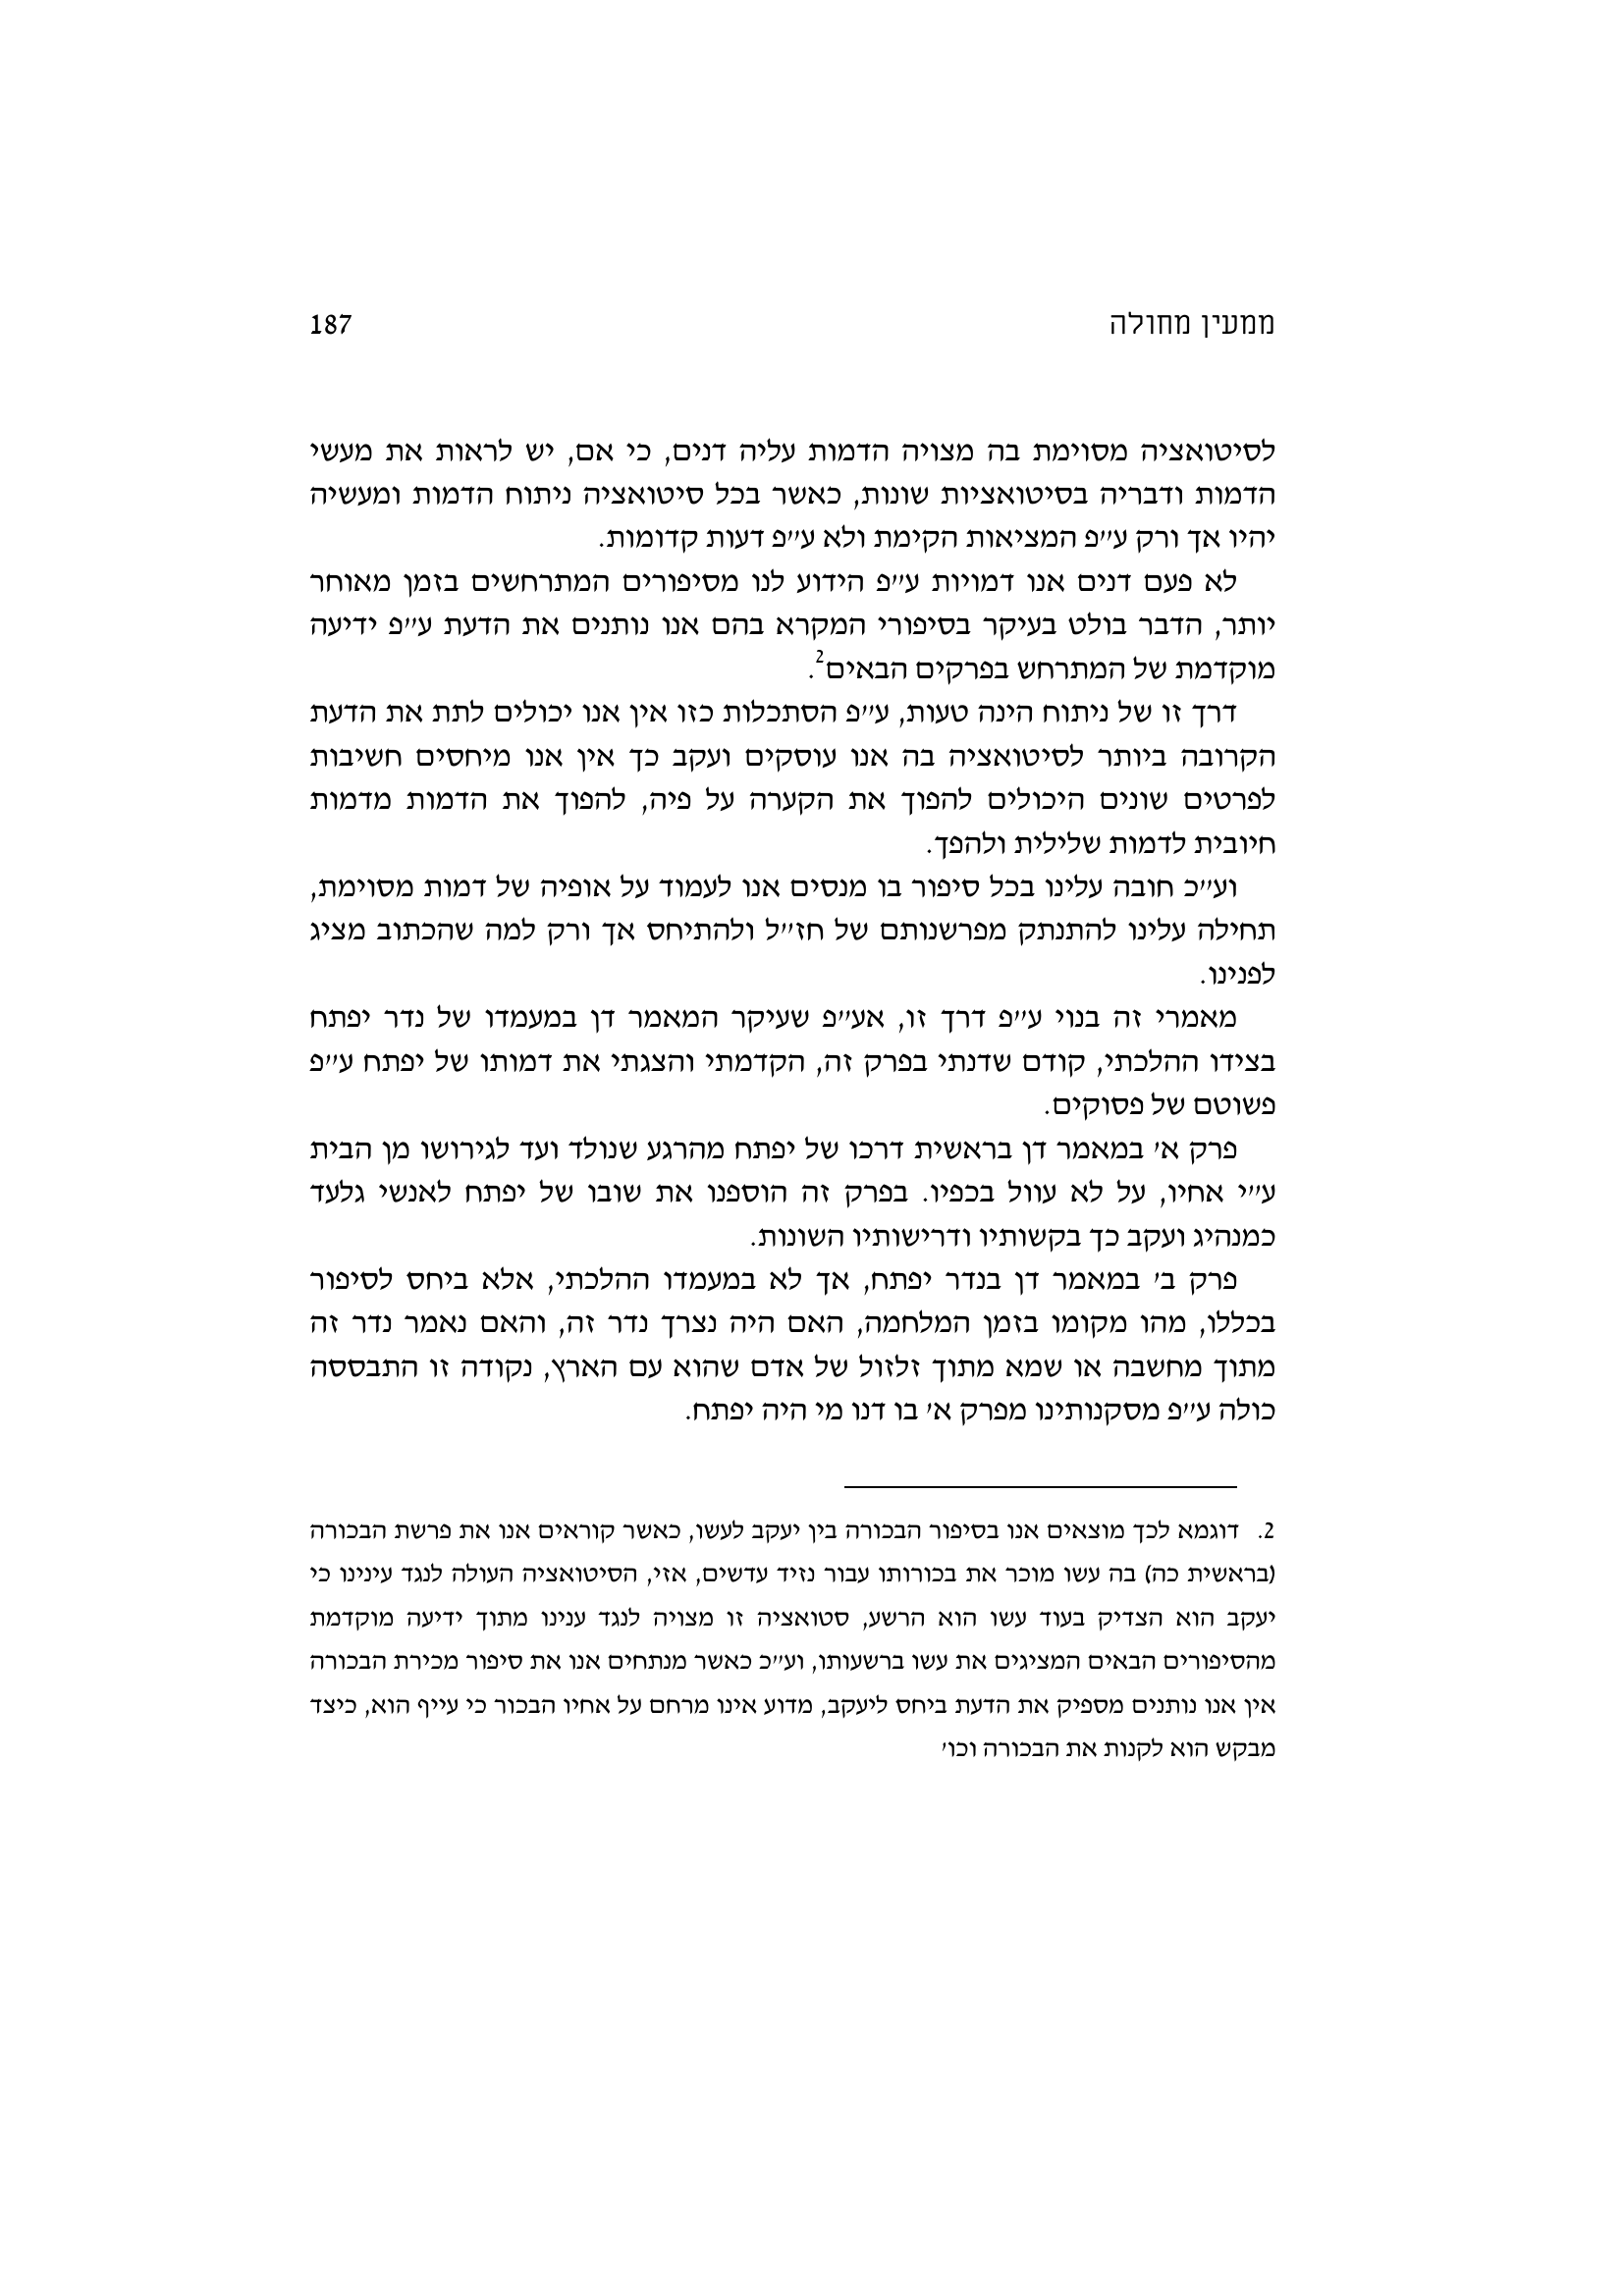 ממעין מחולה 187
לסיטואציה מסוימת בה מצויה הדמות עליה דנים, כי אם, יש לראות את מעשי
הדמות ודבריה בסיטואציות שונות, כאשר בכל סיטואציה ניתוח הדמות ומעשיה
יהיו אך ורק ע״פ המציאות הקימת ולא ע״פ דעות קדומות.
לא פעם דנים אנו דמויות ע״פ הידוע לנו מסיפורים המתרחשים בזמן מאוחר
יותר, הדבר בולט בעיקר בסיפורי המקרא בהם אנו נותנים את הדעת ע״פ ידיעה
מוקדמת של המתרחש בפרקים הבאים².
דרך זו של ניתוח הינה טעות, ע״פ הסתכלות כזו אין אנו יכולים לתת את הדעת
הקרובה ביותר לסיטואציה בה אנו עוסקים ועקב כך אין אנו מיחסים חשיבות
לפרטים שונים היכולים להפוך את הקערה על פיה, להפוך את הדמות מדמות
חיובית לדמות שלילית ולהפך.
וע״כ חובה עלינו בכל סיפור בו מנסים אנו לעמוד על אופיה של דמות מסוימת,
תחילה עלינו להתנתק מפרשנותם של חז״ל ולהתיחס אך ורק למה שהכתוב מציג
לפנינו.
מאמרי זה בנוי ע״פ דרך זו, אע״פ שעיקר המאמר דן במעמדו של נדר יפתח
בצידו ההלכתי, קודם שדנתי בפרק זה, הקדמתי והצגתי את דמותו של יפתח ע״פ
פשוטם של פסוקים.
פרק א׳ במאמר דן בראשית דרכו של יפתח מהרגע שנולד ועד לגירושו מן הבית
ע״י אחיו, על לא עוול בכפיו. בפרק זה הוספנו את שובו של יפתח לאנשי גלעד
כמנהיג ועקב כך בקשותיו ודרישותיו השונות.
פרק ב׳ במאמר דן בנדר יפתח, אך לא במעמדו ההלכתי, אלא ביחס לסיפור
בכללו, מהו מקומו בזמן המלחמה, האם היה נצרך נדר זה, והאם נאמר נדר זה
מתוך מחשבה או שמא מתוך זלזול של אדם שהוא עם הארץ, נקודה זו התבססה
כולה ע״פ מסקנותינו מפרק א׳ בו דנו מי היה יפתח.
2. דוגמא לכך מוצאים אנו בסיפור הבכורה בין יעקב לעשו, כאשר קוראים אנו את פרשת הבכורה
(בראשית כה) בה עשו מוכר את בכורותו עבור נזיד עדשים, אזי, הסיטואציה העולה לנגד עינינו כי
יעקב הוא הצדיק בעוד עשו הוא הרשע, סטואציה זו מצויה לנגד ענינו מתוך ידיעה מוקדמת
מהסיפורים הבאים המציגים את עשו ברשעותו, וע״כ כאשר מנתחים אנו את סיפור מכירת הבכורה
אין אנו נותנים מספיק את הדעת ביחס ליעקב, מדוע אינו מרחם על אחיו הבכור כי עייף הוא, כיצד
מבקש הוא לקנות את הבכורה וכו׳